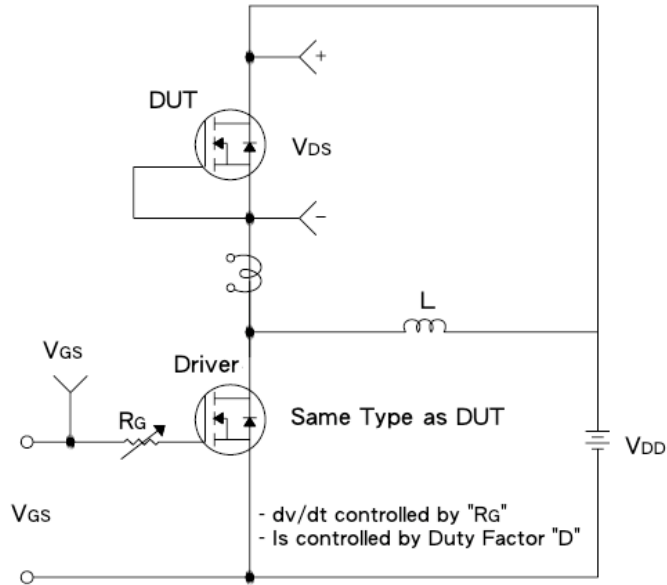 +
DUT
VDS
-
L
VGS
Driver
RG
Same Type as DUT
VDD
VGS
- dv/dt controlled by "RG"
- Is controlled by Duty Factor "D"